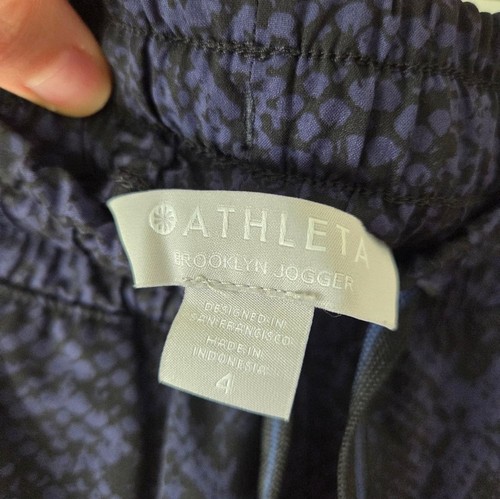 ATHLETA
BROOKLYN JOGGER
DESIGNED IN
SAN FRANCISCO
MADE IN
INDONESIA
4